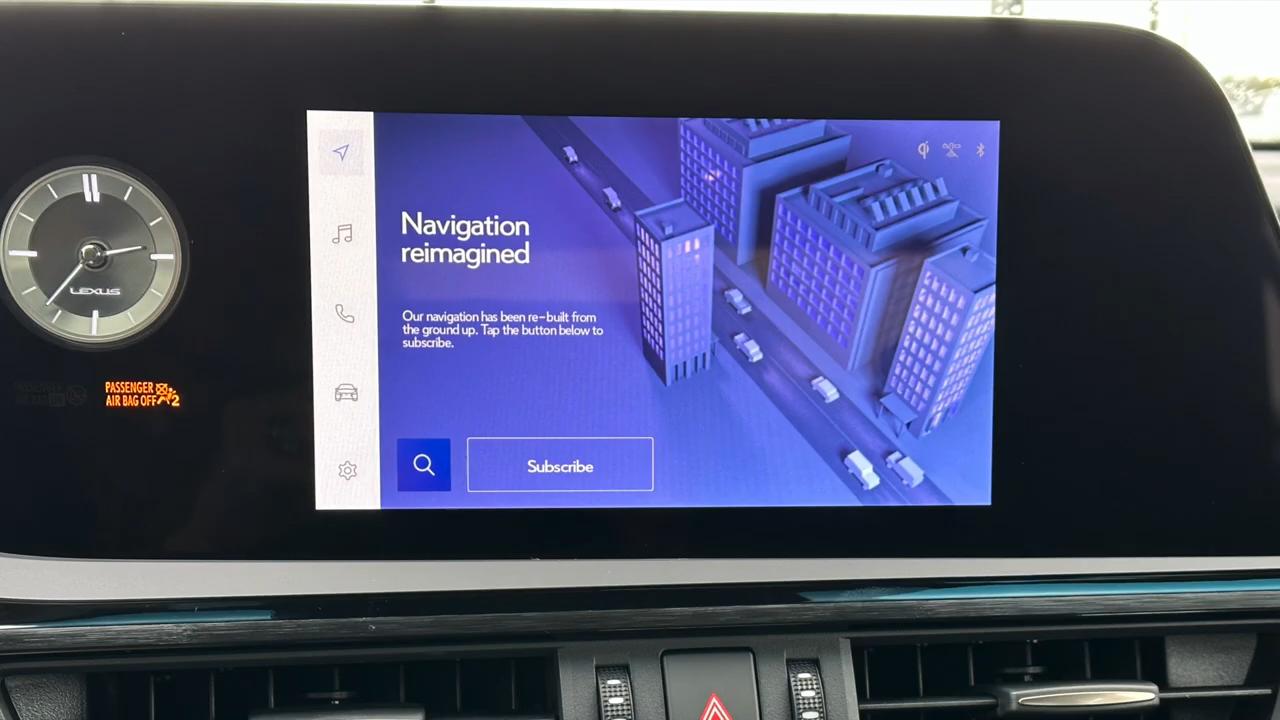 Navigation
reimagined
Our navigation has been re-built from
the ground up. Tap the button below to
subscribe.
Subscribe
LEXUS
PASSENGER
AIR BAG OFF 2